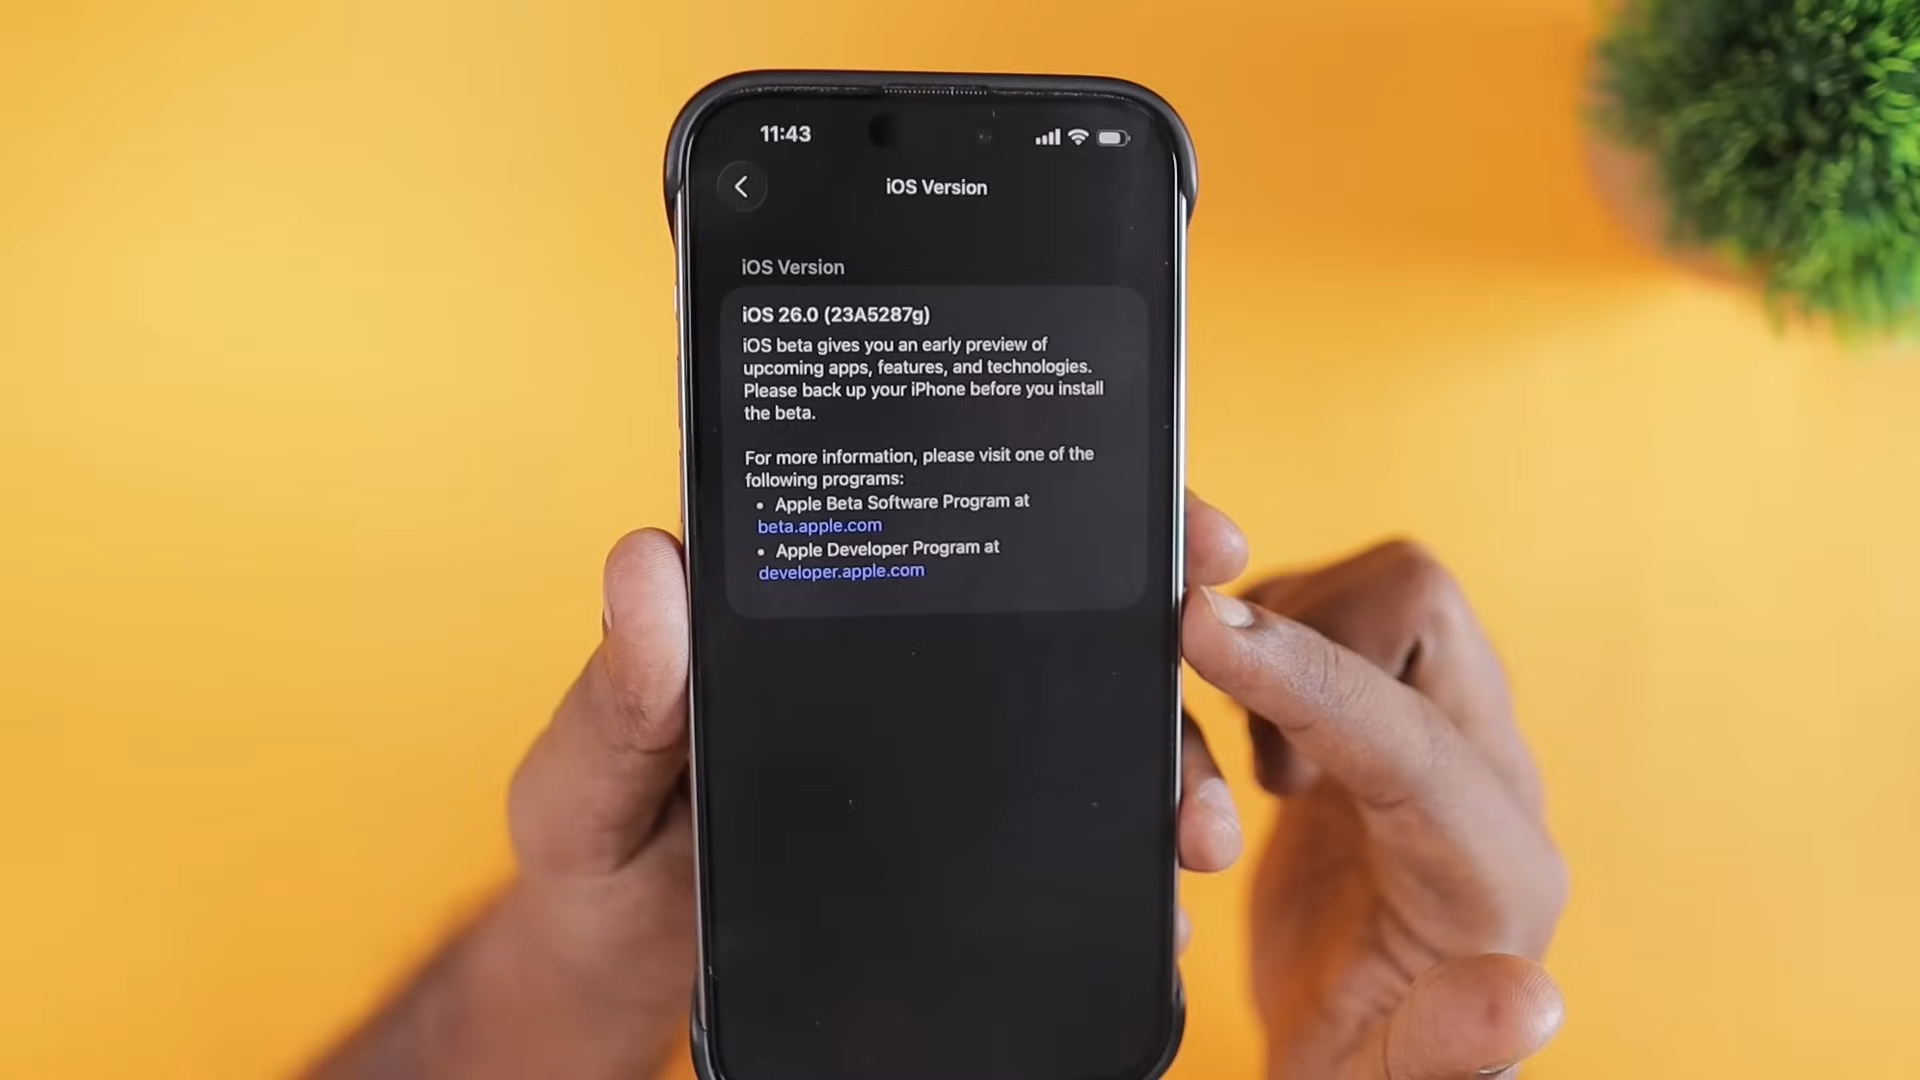 11:43
iOS Version
iOS Version
iOS 26.0 (23A5287g)
iOS beta gives you an early preview of
upcoming apps, features, and technologies.
Please back up your iPhone before you install
the beta.
For more information, please visit one of the
following programs:
• Apple Beta Software Program at
beta.apple.com
• Apple Developer Program at
developer.apple.com